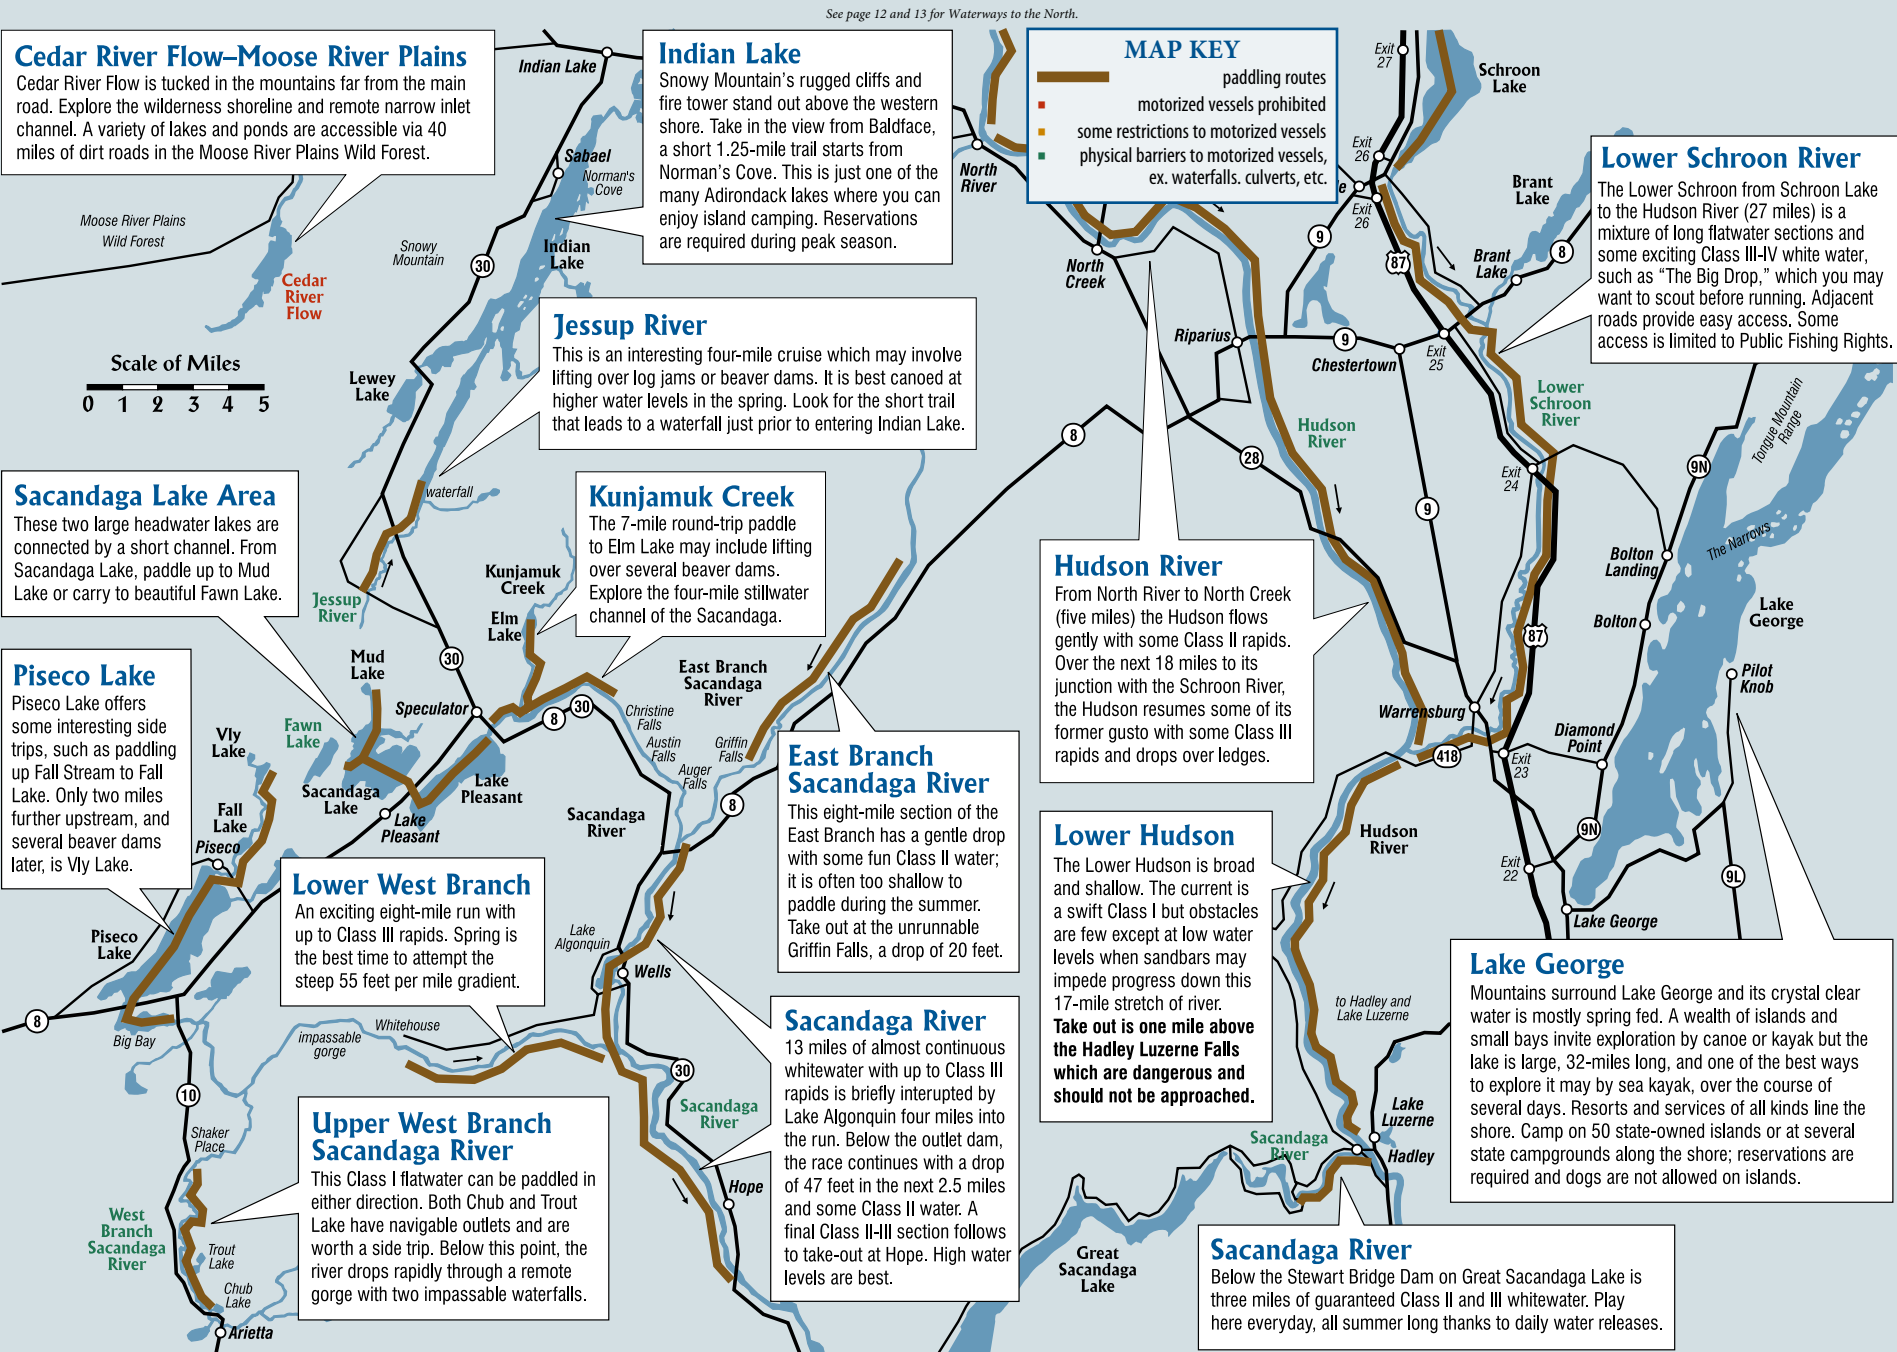 See page 12 and 13 for Waterways to the North.
Cedar River Flow–Moose River Plains
Cedar River Flow is tucked in the mountains far from the main
road. Explore the wilderness shoreline and remote narrow inlet
channel. A variety of lakes and ponds are accessible via 40
miles of dirt roads in the Moose River Plains Wild Forest.
Indian Lake
Indian Lake
Snowy Mountain's rugged cliffs and
fire tower stand out above the western
shore. Take in the view from Baldface,
a short 1.25-mile trail starts from
Norman's Cove. This is just one of the
many Adirondack lakes where you can
enjoy island camping. Reservations
are required during peak season.
MAP KEY
paddling routes
motorized vessels prohibited
some restrictions to motorized vessels
physical barriers to motorized vessels,
ex. waterfalls. culverts, etc.
Exit
27
Schroon
Lake
Exit
26
Exit
26
e
Lower Schroon River
The Lower Schroon from Schroon Lake
to the Hudson River (27 miles) is a
mixture of long flatwater sections and
some exciting Class III-IV white water,
such as “The Big Drop,” which you may
want to scout before running. Adjacent
roads provide easy access. Some
access is limited to Public Fishing Rights.
Sabael
Norman's
Cove
North
River
Brant
Lake
Moose River Plains
Wild Forest
Snowy
Mountain
30
Indian
Lake
North
Creek
9
87
Brant
Lake
8
Cedar
River
Flow
Jessup River
This is an interesting four-mile cruise which may involve
lifting over log jams or beaver dams. It is best canoed at
higher water levels in the spring. Look for the short trail
that leads to a waterfall just prior to entering Indian Lake.
Riparius
9
Chestertown
Exit
25
Scale of Miles
0 1 2 3 4 5
Lewey
Lake
Lower
Schroon
River
Tongue Mountain
Range
Hudson
River
8
28
9N
Exit
24
Sacandaga Lake Area
These two large headwater lakes are
connected by a short channel. From
Sacandaga Lake, paddle up to Mud
Lake or carry to beautiful Fawn Lake.
waterfall
Kunjamuk Creek
The 7-mile round-trip paddle
to Elm Lake may include lifting
over several beaver dams.
Explore the four-mile stillwater
channel of the Sacandaga.
9
The Narrows
Bolton
Landing
Kunjamuk
Creek
Elm
Lake
Jessup
River
Hudson River
From North River to North Creek
(five miles) the Hudson flows
gently with some Class II rapids.
Over the next 18 miles to its
junction with the Schroon River,
the Hudson resumes some of its
former gusto with some Class III
rapids and drops over ledges.
Lake
George
Bolton
87
Piseco Lake
Piseco Lake offers
some interesting side
trips, such as paddling
up Fall Stream to Fall
Lake. Only two miles
further upstream, and
several beaver dams
later, is Vly Lake.
Mud
Lake
30
East Branch
Sacandaga
River
Pilot
Knob
Speculator
8
30
Christine
Falls
Warrensburg
Fawn
Lake
Vly
Lake
Austin
Falls
Griffin
Falls
Auger
Falls
Diamond
Point
418
Exit
23
East Branch
Sacandaga River
This eight-mile section of the
East Branch has a gentle drop
with some fun Class II water;
it is often too shallow to
paddle during the summer.
Take out at the unrunnable
Griffin Falls, a drop of 20 feet.
Sacandaga
Lake
Lake
Pleasant
Lake
Pleasant
Sacandaga
River
8
Fall
Lake
Piseco
9N
Hudson
River
Exit
22
9L
Lower Hudson
The Lower Hudson is broad
and shallow. The current is
a swift Class I but obstacles
are few except at low water
levels when sandbars may
impede progress down this
17-mile stretch of river.
Take out is one mile above
the Hadley Luzerne Falls
which are dangerous and
should not be approached.
Lower West Branch
An exciting eight-mile run with
up to Class III rapids. Spring is
the best time to attempt the
steep 55 feet per mile gradient.
Lake George
Piseco
Lake
Lake
Algonquin
Wells
Lake George
Mountains surround Lake George and its crystal clear
water is mostly spring fed. A wealth of islands and
small bays invite exploration by canoe or kayak but the
lake is large, 32-miles long, and one of the best ways
to explore it may by sea kayak, over the course of
several days. Resorts and services of all kinds line the
shore. Camp on 50 state-owned islands or at several
state campgrounds along the shore; reservations are
required and dogs are not allowed on islands.
8
Big Bay
impassable
gorge
Whitehouse
Sacandaga River
13 miles of almost continuous
whitewater with up to Class III
rapids is briefly interupted by
Lake Algonquin four miles into
the run. Below the outlet dam,
the race continues with a drop
of 47 feet in the next 2.5 miles
and some Class II water. A
final Class II-III section follows
to take-out at Hope. High water
levels are best.
to Hadley and
Lake Luzerne
30
10
Sacandaga
River
Upper West Branch
Sacandaga River
This Class I flatwater can be paddled in
either direction. Both Chub and Trout
Lake have navigable outlets and are
worth a side trip. Below this point, the
river drops rapidly through a remote
gorge with two impassable waterfalls.
Shaker
Place
Lake
Luzerne
Sacandaga
River
Hadley
Hope
West
Branch
Sacandaga
River
Trout
Lake
Chub
Lake
Arietta
Great
Sacandaga
Lake
Sacandaga River
Below the Stewart Bridge Dam on Great Sacandaga Lake is
three miles of guaranteed Class II and III whitewater. Play
here everyday, all summer long thanks to daily water releases.